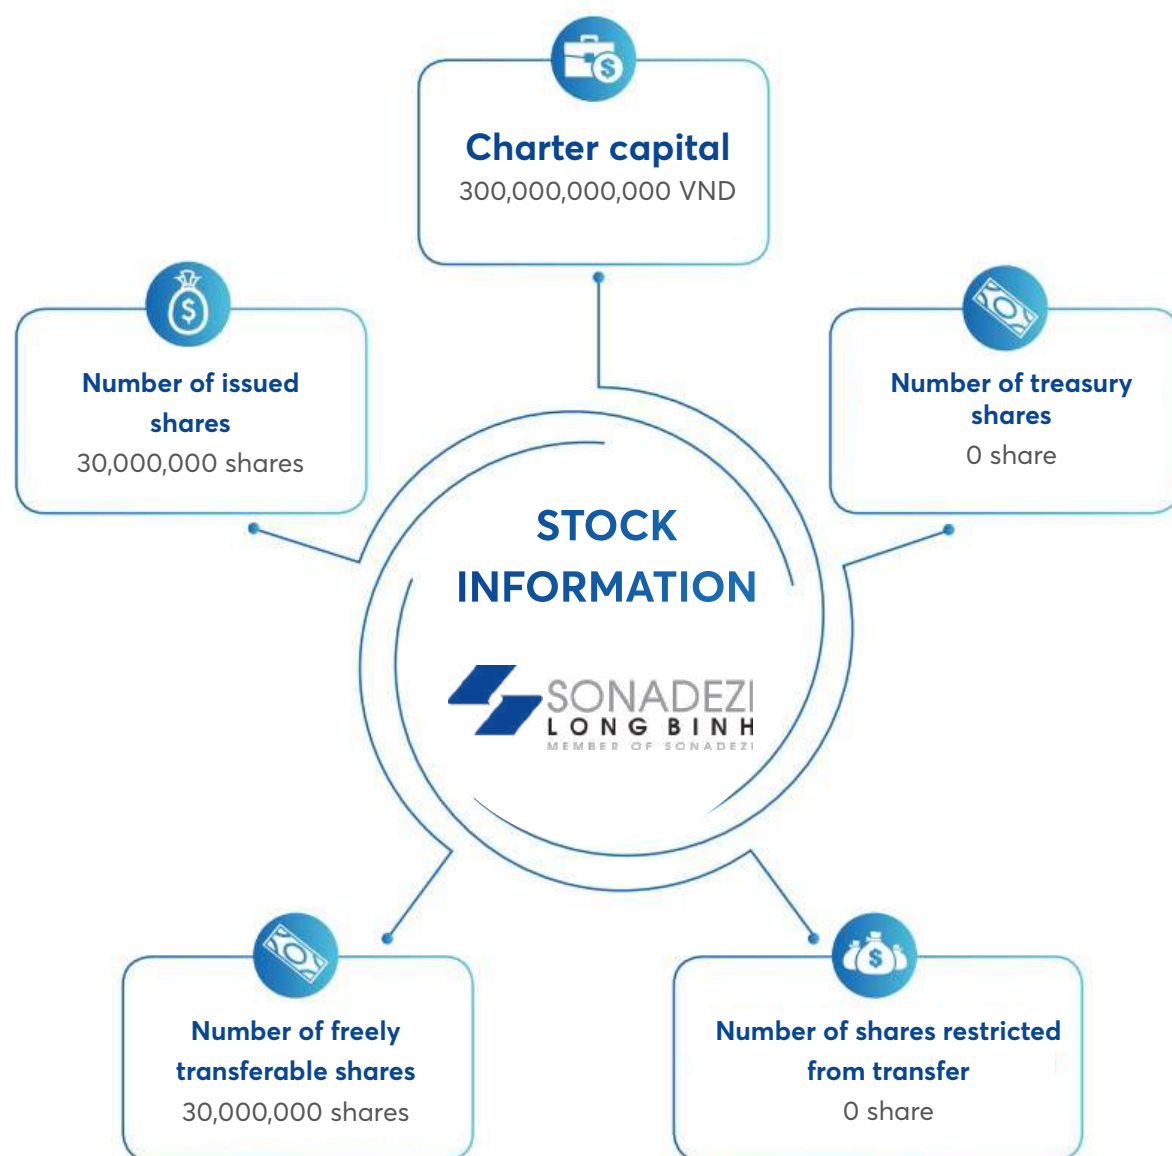 Charter capital
300,000,000,000 VND
Number of issued
shares
30,000,000 shares
Number of treasury
shares
0 share
STOCK
INFORMATION
SONADEZI
LONG BINH
MEMBER OF SONADEZI
Number of freely
transferable shares
30,000,000 shares
Number of shares restricted
from transfer
0 share